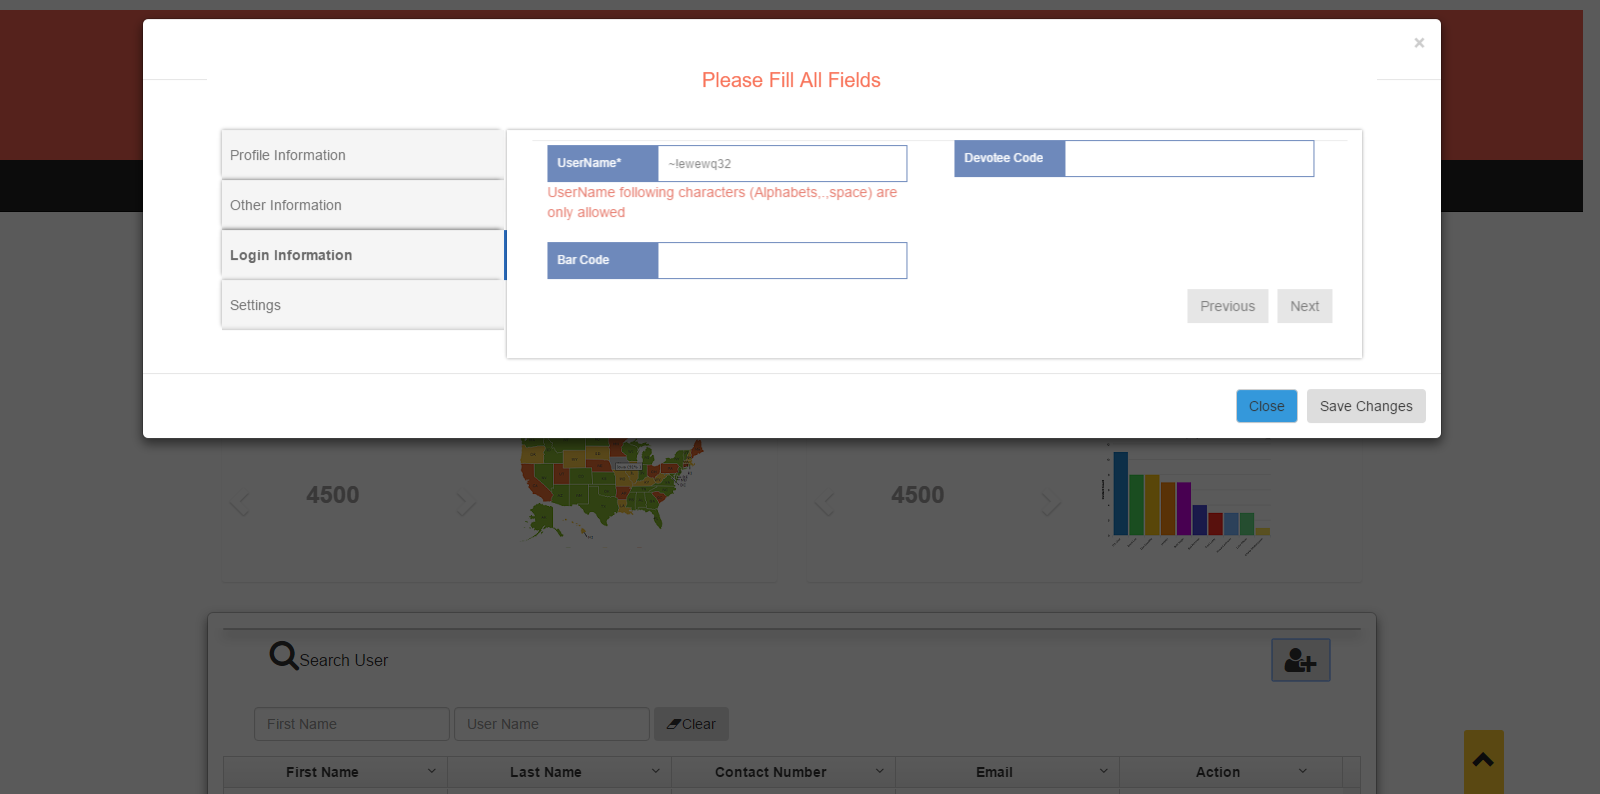 ×
Please Fill All Fields
Profile Information
Other Information
Login Information
Settings
UserName*
~!ewewq32
Devotee Code
UserName following characters (Alphabets,.,space) are
only allowed
Bar Code
Previous
Next
Close
Save Changes
4500
4500
Search User
First Name
User Name
Clear
First Name
Last Name
Contact Number
Email
Action